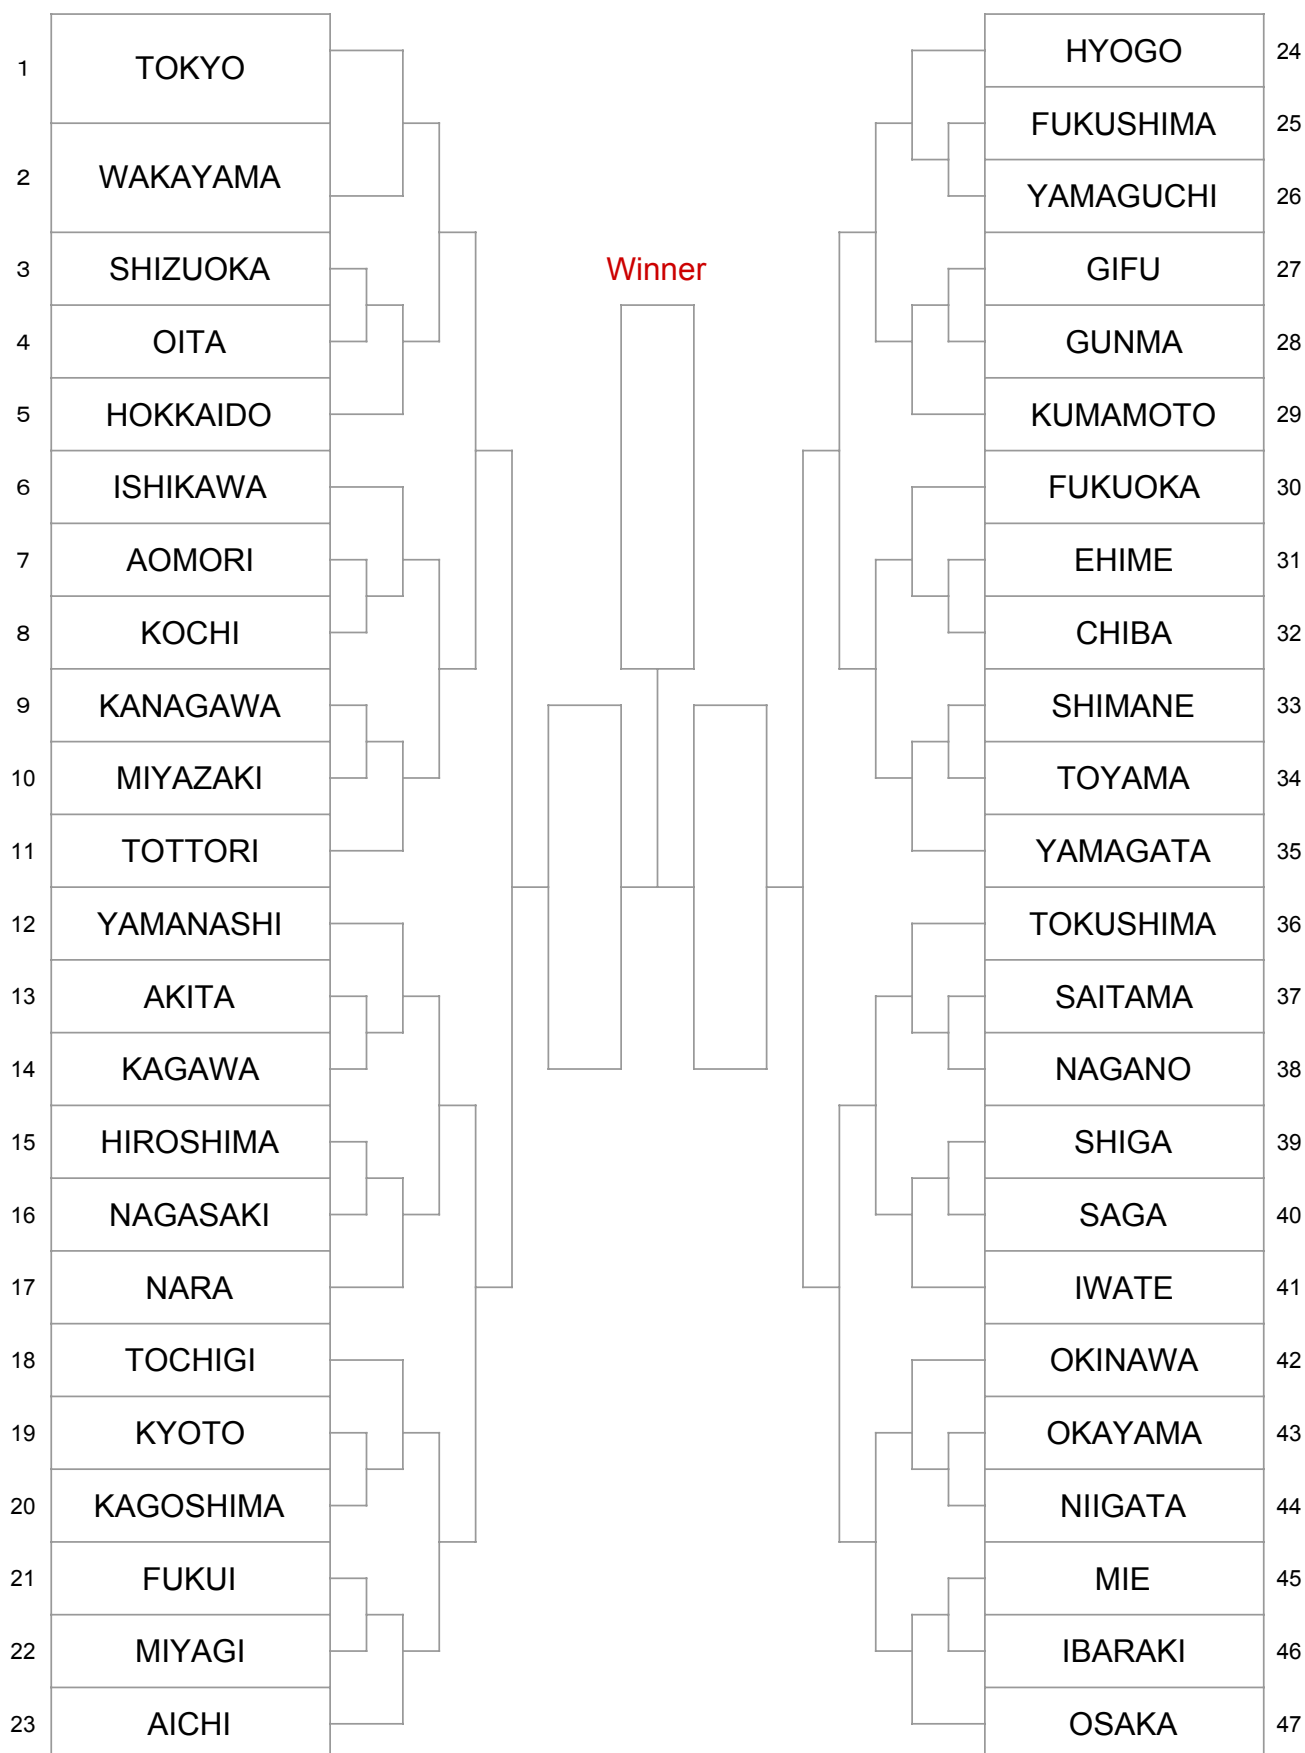 1 TOKYO
2 WAKAYAMA
3 SHIZUOKA
4 OITA
5 HOKKAIDO
6 ISHIKAWA
7 AOMORI
8 KOCHI
9 KANAGAWA
10 MIYAZAKI
11 TOTTORI
12 YAMANASHI
13 AKITA
14 KAGAWA
15 HIROSHIMA
16 NAGASAKI
17 NARA
18 TOCHIGI
19 KYOTO
20 KAGOSHIMA
21 FUKUI
22 MIYAGI
23 AICHI
Winner
HYOGO 24
FUKUSHIMA 25
YAMAGUCHI 26
GIFU 27
GUNMA 28
KUMAMOTO 29
FUKUOKA 30
EHIME 31
CHIBA 32
SHIMANE 33
TOYAMA 34
YAMAGATA 35
TOKUSHIMA 36
SAITAMA 37
NAGANO 38
SHIGA 39
SAGA 40
IWATE 41
OKINAWA 42
OKAYAMA 43
NIIGATA 44
MIE 45
IBARAKI 46
OSAKA 47